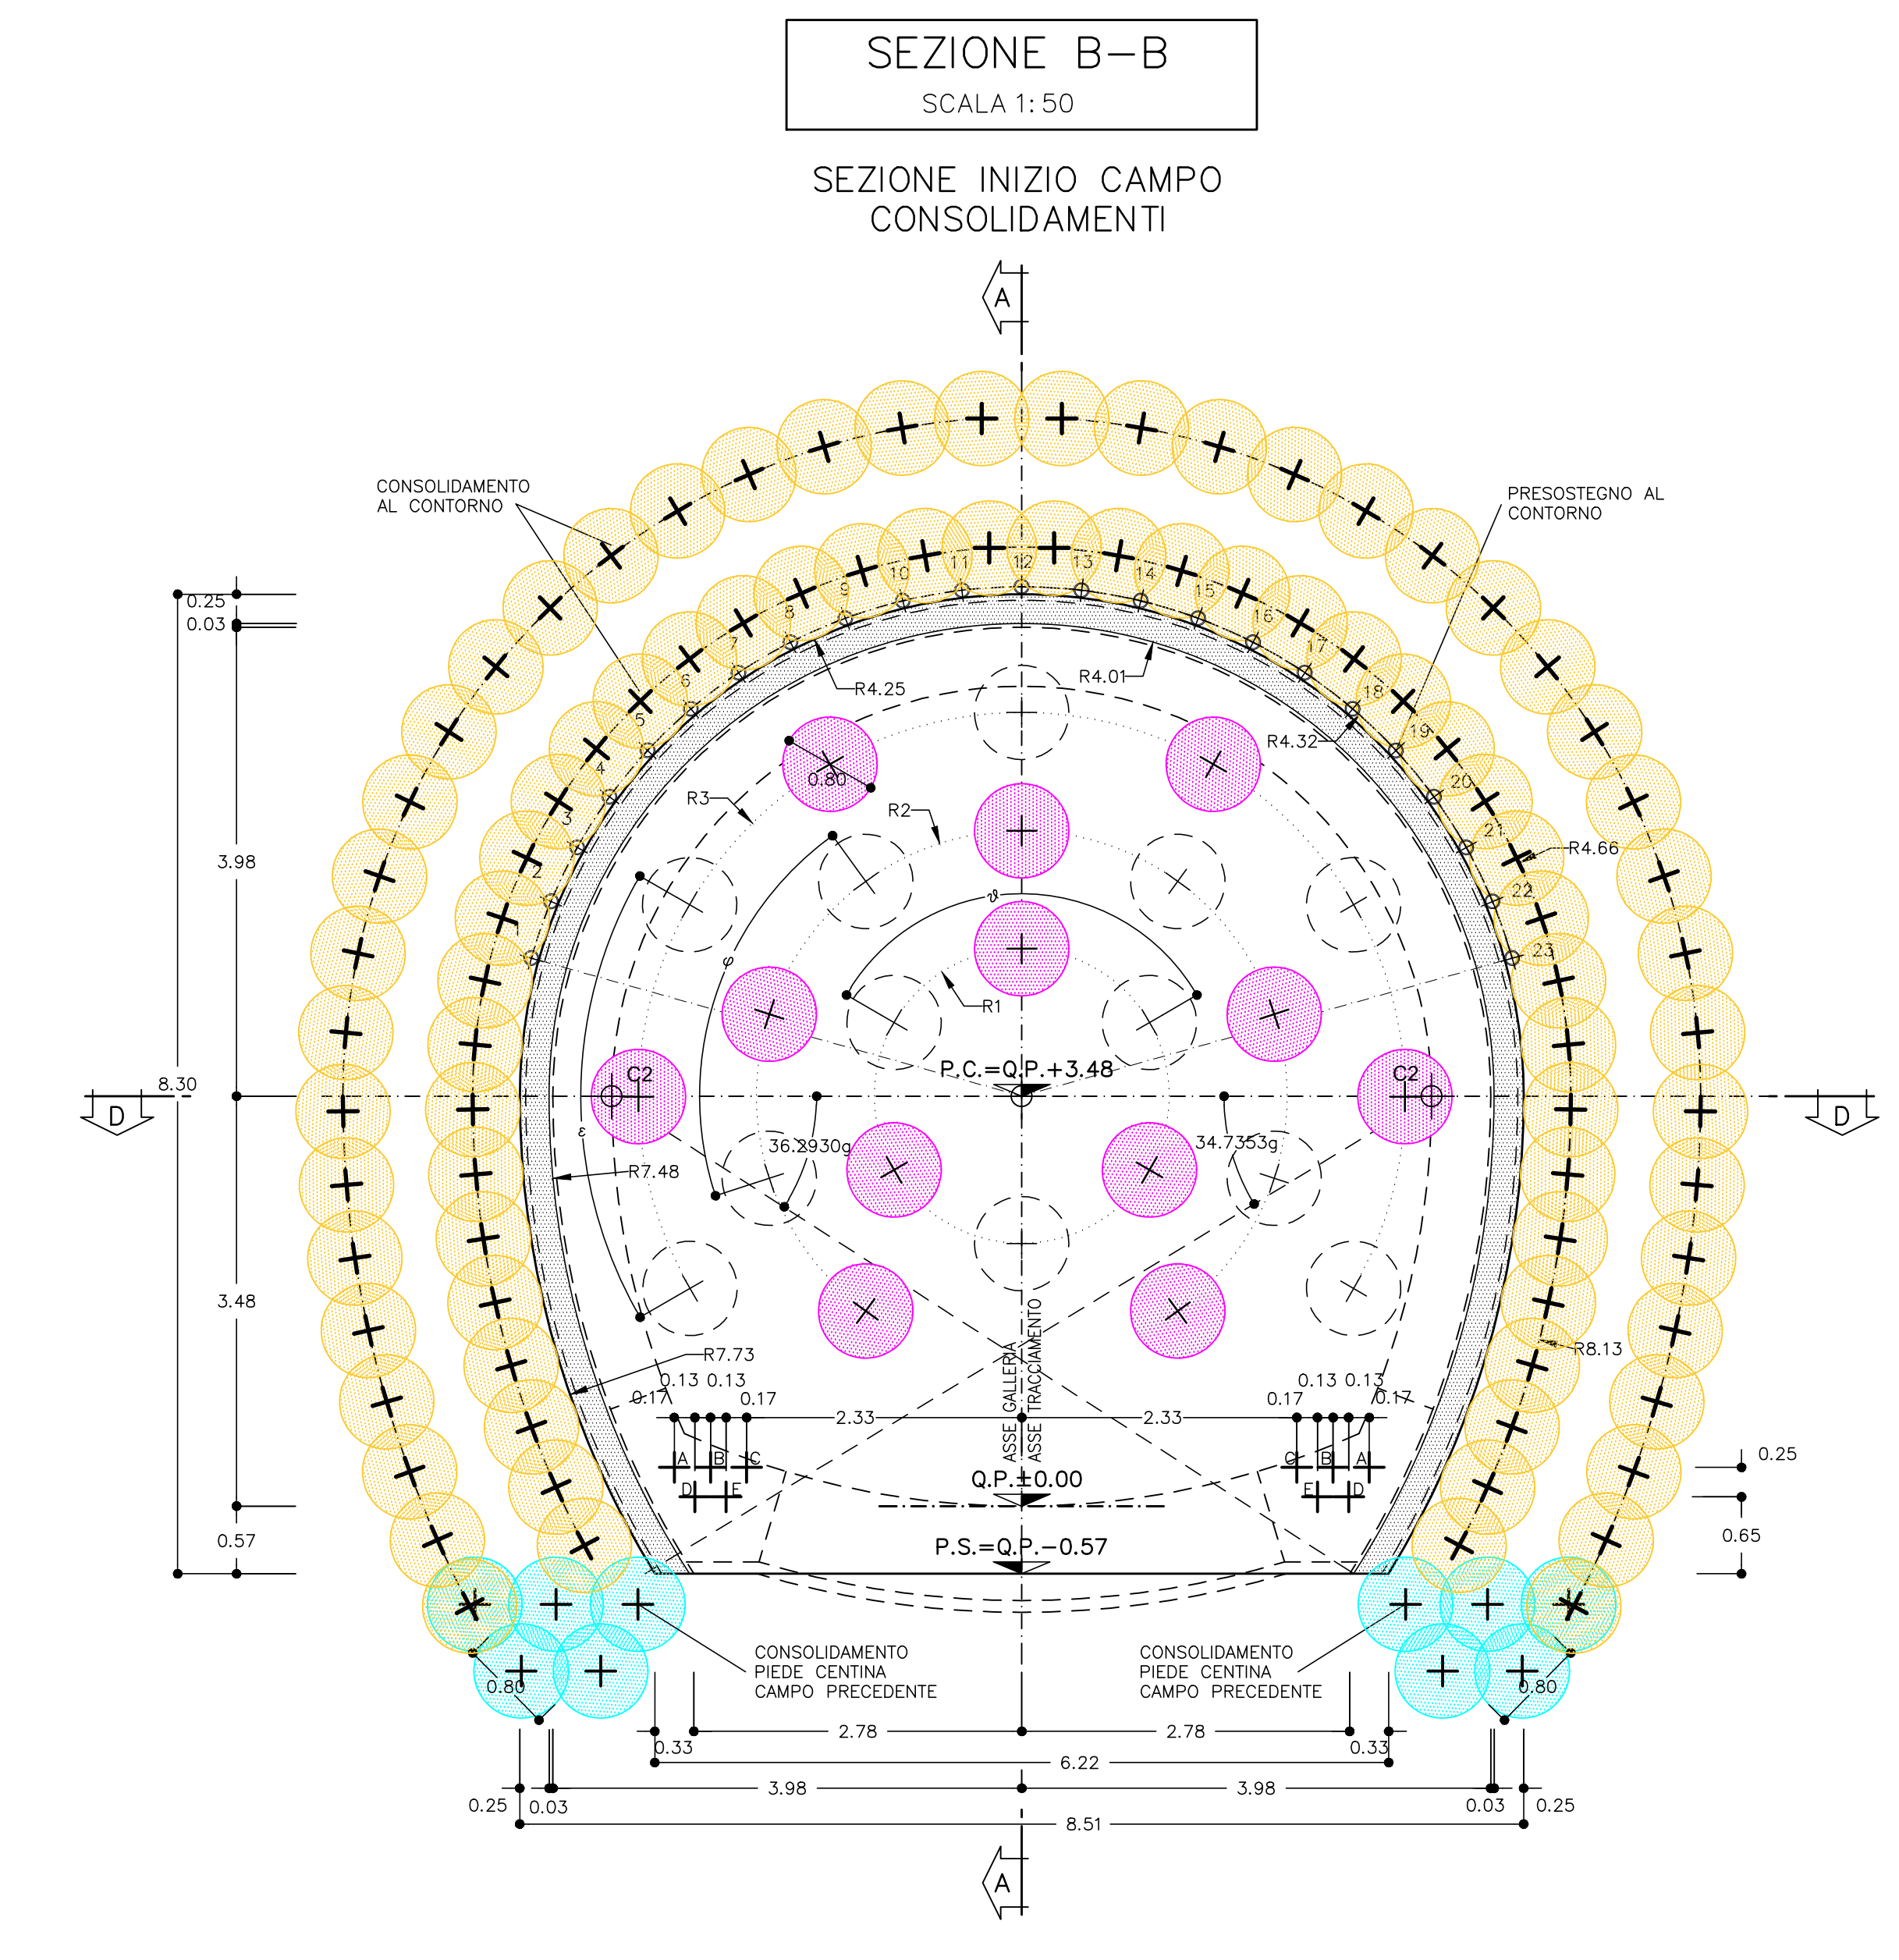 SEZIONE B-B
SCALA 1:50
SEZIONE INIZIO CAMPO
CONSOLIDAMENTI
A
CONSOLIDAMENTO
AL CONTORNO
PRESOSTEGNO AL
CONTORNO
1
2
3
4
5
6
7
8
9
10
11
12
13
14
15
16
17
18
19
20
21
22
23
0.25
0.03
3.98
8.30
3.48
0.57
R4.25
R4.01
R4.32
R4.66
0.80
R3
R2
R1
ϑ
φ
ε
P.C.=Q.P.+3.48
C2
C2
D
D
36.2930g
34.7353g
R7.48
R7.73
R8.13
ASSE GALLERIA
ASSE TRACCIAMENTO
0.13 0.13
0.17 0.17
2.33
2.33
0.13 0.13
0.17 0.17
A B C
D E
C B A
E D
Q.P.±0.00
P.S.=Q.P.-0.57
0.25
0.65
CONSOLIDAMENTO
PIEDE CENTINA
CAMPO PRECEDENTE
CONSOLIDAMENTO
PIEDE CENTINA
CAMPO PRECEDENTE
0.80
0.80
2.78
2.78
0.33
0.33
6.22
3.98
3.98
0.25 0.03
0.03 0.25
8.51
A